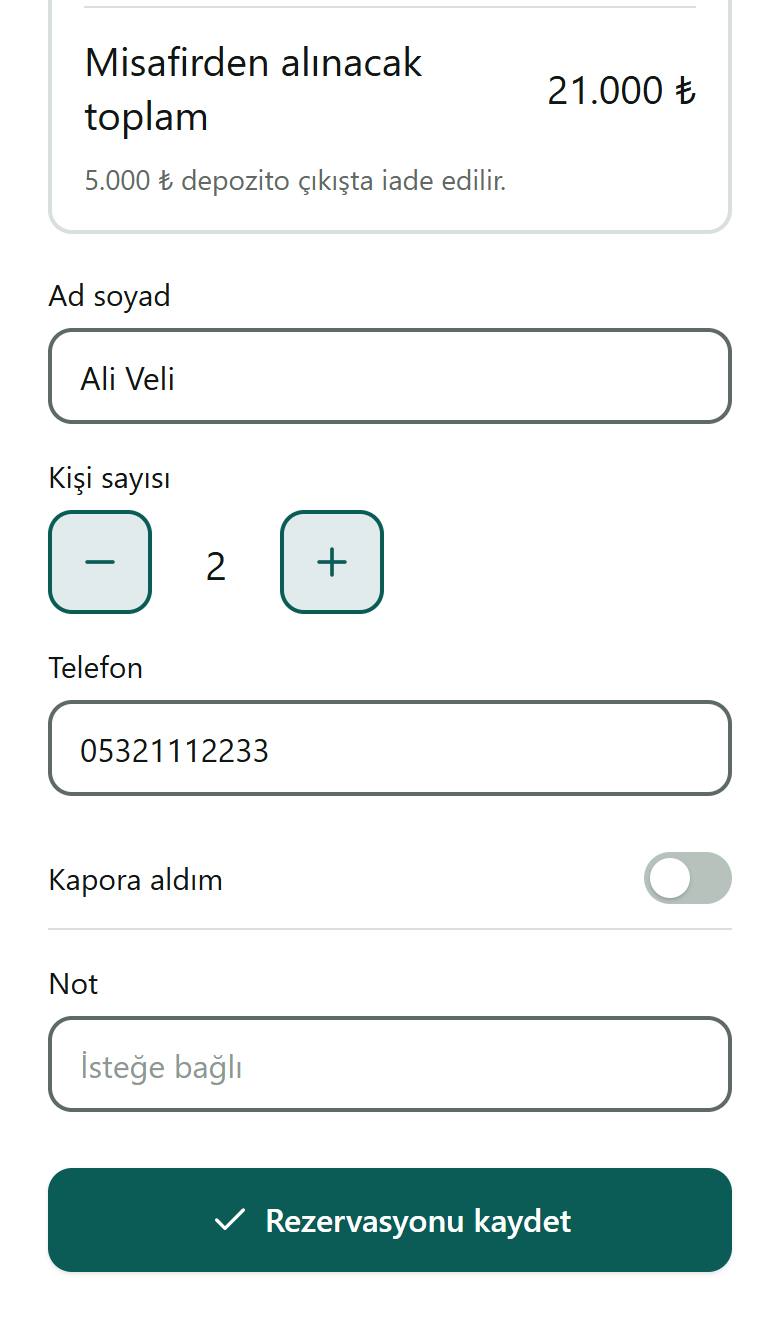 Misafirden alınacak
toplam
21.000 ₺
5.000 ₺ depozito çıkışta iade edilir.
Ad soyad
Ali Veli
Kişi sayısı
2
Telefon
05321112233
Kapora aldım
Not
İsteğe bağlı
Rezervasyonu kaydet